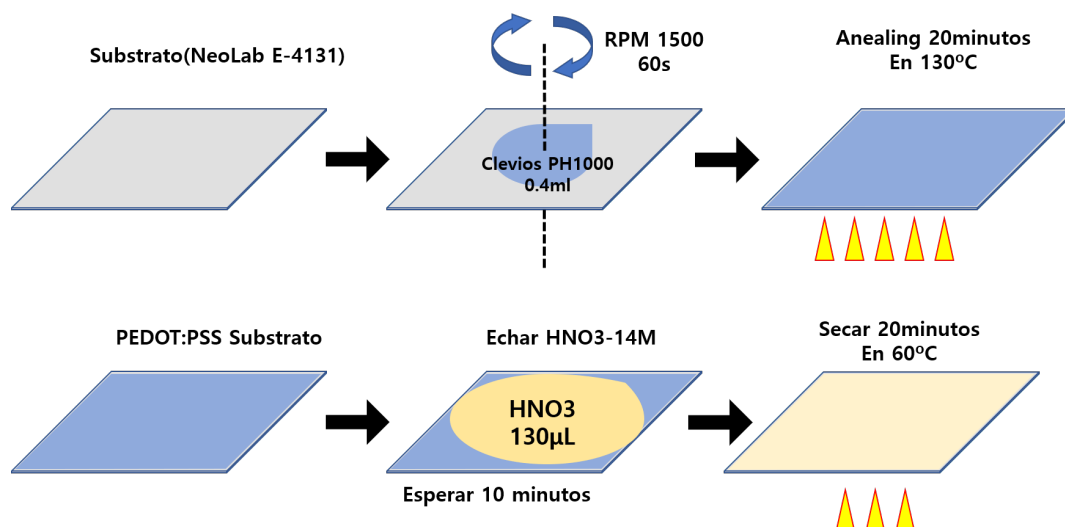 Substrato(NeoLab E-4131)
RPM 1500
60s
Anealing 20minutos
En 130ºC
Clevios PH1000
0.4ml
PEDOT:PSS Substrato
Echar HNO3-14M
Secar 20minutos
En 60ºC
HNO3
130µL
Esperar 10 minutos